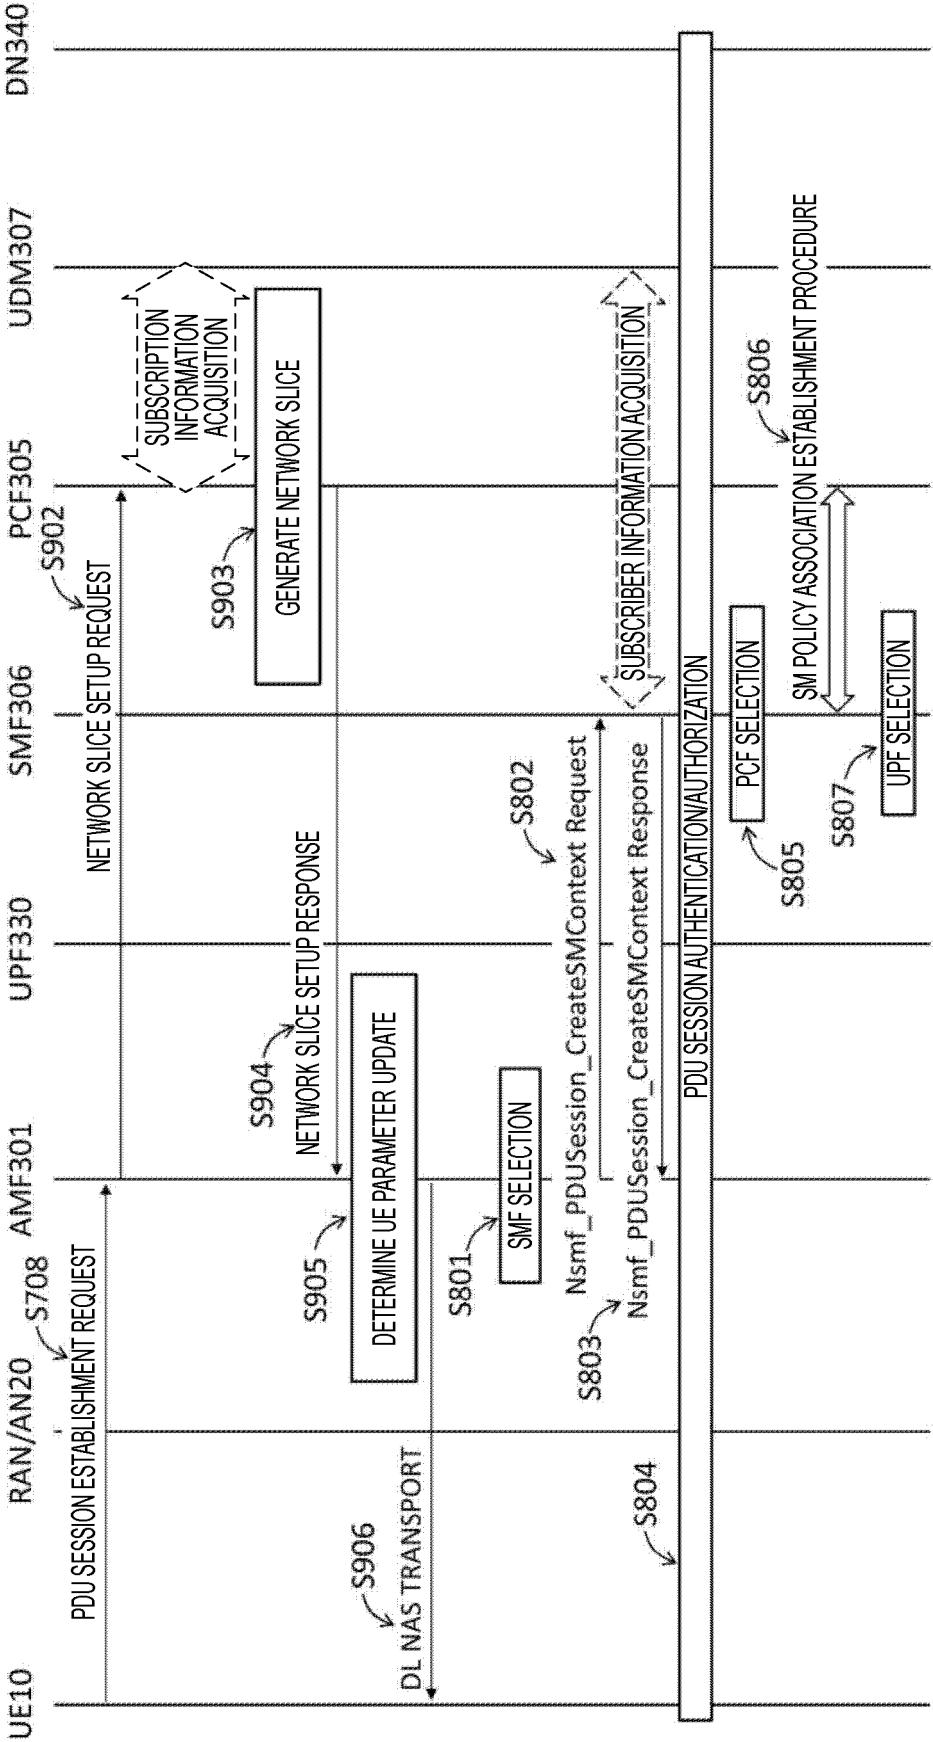 UE10
RAN/AN20
AMF301
UPF330
SMF306
PCF305
UDM307
DN340
S708
PDU SESSION ESTABLISHMENT REQUEST
S902
NETWORK SLICE SETUP REQUEST
SUBSCRIPTION
INFORMATION
ACQUISITION
S903
GENERATE NETWORK SLICE
S904
NETWORK SLICE SETUP RESPONSE
S905
DETERMINE UE PARAMETER UPDATE
S906
DL NAS TRANSPORT
S801
SMF SELECTION
S802
Nsmf_PDUSession_CreateSMContext Request
SUBSCRIBER INFORMATION ACQUISITION
S803
Nsmf_PDUSession_CreateSMContext Response
S804
PDU SESSION AUTHENTICATION/AUTHORIZATION
PCF SELECTION
S805
S806
SM POLICY ASSOCIATION ESTABLISHMENT PROCEDURE
S807
UPF SELECTION